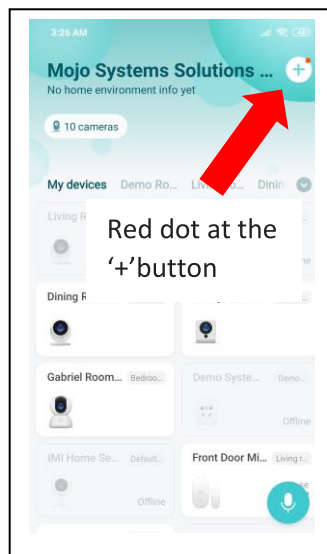 3:26 AM
Mojo Systems Solutions ...
No home environment info yet
10 cameras
My devices Demo Ro... Dinin
Living R
Red dot at the
‘+’button
Dining R
Gabriel Room... Bedroo... Demo Syste... Demo...
Offline
IMI Home Se... Default... Front Door Mi... Living r...
Offline